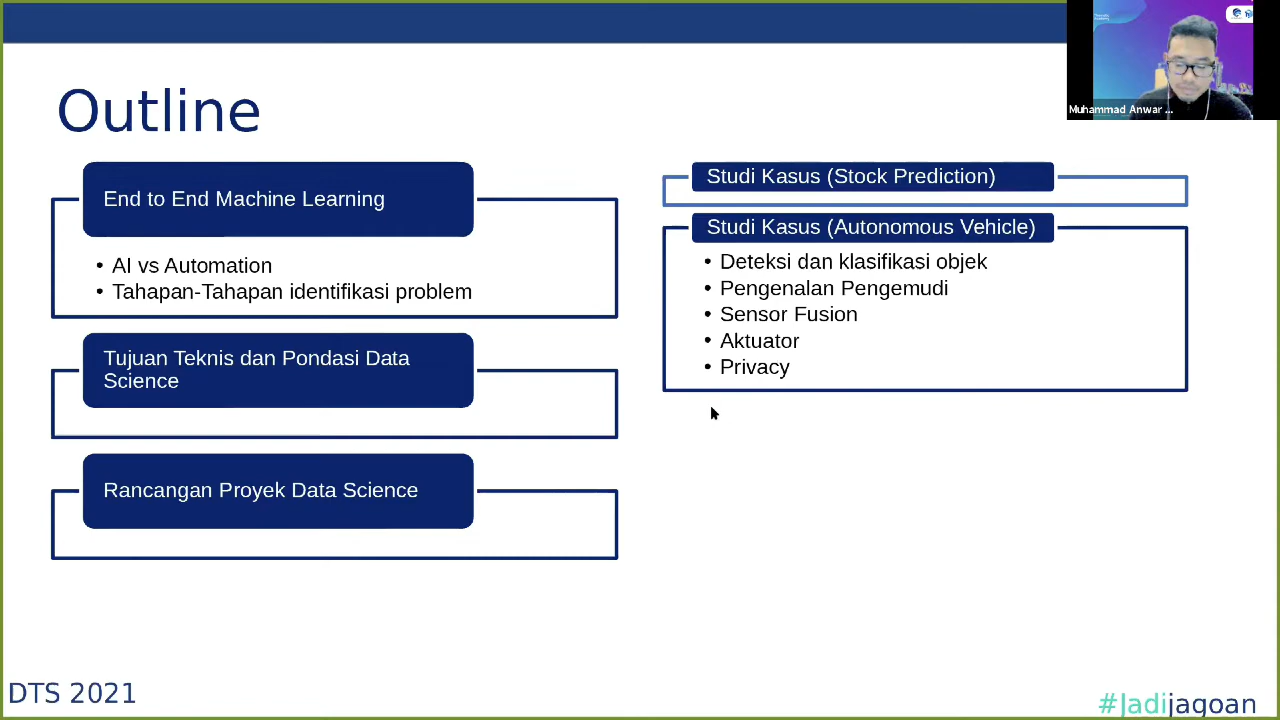 Outline
End to End Machine Learning
• AI vs Automation
• Tahapan-Tahapan identifikasi problem
Tujuan Teknis dan Pondasi Data
Science
Rancangan Proyek Data Science
Studi Kasus (Stock Prediction)
Studi Kasus (Autonomous Vehicle)
• Deteksi dan klasifikasi objek
• Pengenalan Pengemudi
• Sensor Fusion
• Aktuator
• Privacy
Muhammad Anwar ...
DTS 2021
#Jadijagoan